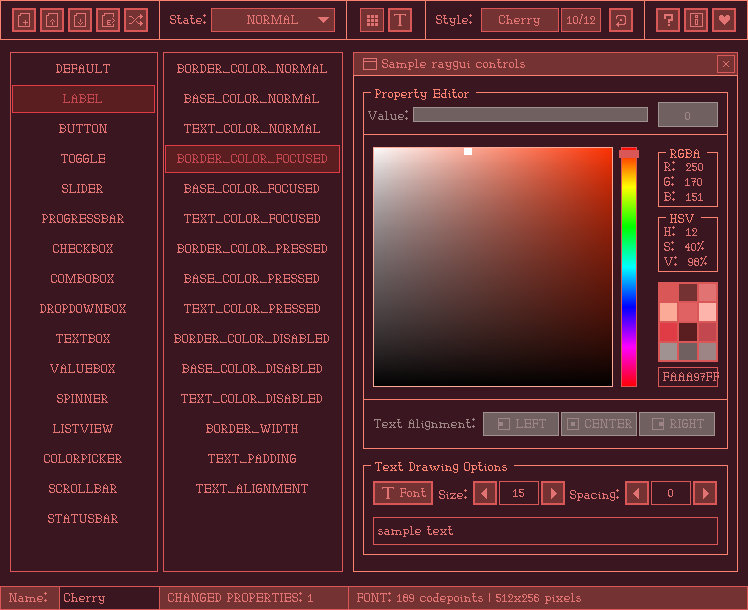 State: NORMAL Style: Cherry 10/12
DEFAULT
LABEL
BUTTON
TOGGLE
SLIDER
PROGRESSBAR
CHECKBOX
COMBOBOX
DROPDOWNBOX
TEXTBOX
VALUEBOX
SPINNER
LISTVIEW
COLORPICKER
SCROLLBAR
STATUSBAR
BORDER_COLOR_NORMAL
BASE_COLOR_NORMAL
TEXT_COLOR_NORMAL
BORDER_COLOR_FOCUSED
BASE_COLOR_FOCUSED
TEXT_COLOR_FOCUSED
BORDER_COLOR_PRESSED
BASE_COLOR_PRESSED
TEXT_COLOR_PRESSED
BORDER_COLOR_DISABLED
BASE_COLOR_DISABLED
TEXT_COLOR_DISABLED
BORDER_WIDTH
TEXT_PADDING
TEXT_ALIGNMENT
Sample raygui controls
Property Editor
Value: 0
RGBA
R: 250
G: 170
B: 151
HSV
H: 12
S: 40%
V: 98%
FAAA97FF
Text Alignment: LEFT CENTER RIGHT
Text Drawing Options
Font Size: 15 Spacing: 0
sample text
Name: Cherry CHANGED PROPERTIES: 1 FONT: 189 codepoints | 512x256 pixels